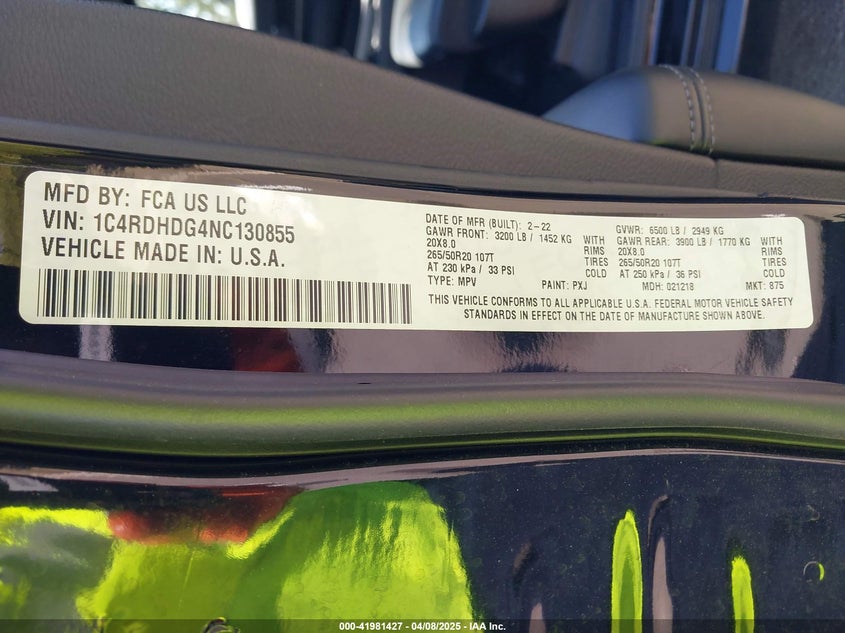 MFD BY: FCA US LLC
VIN: 1C4RDHDG4NC130855
VEHICLE MADE IN: U.S.A.
DATE OF MFR (BUILT): 2-22
GAWR FRONT: 3200 LB / 1452 KG WITH
20X8.0 RIMS
265/50R20 107T TIRES
AT 230 kPa / 33 PSI COLD
TYPE: MPV
GVWR: 6500 LB / 2949 KG
GAWR REAR: 3900 LB / 1770 KG WITH
20X8.0 RIMS
265/50R20 107T TIRES
AT 250 kPa / 36 PSI COLD
PAINT: PXJ MDH: 021218 MKT: 875
THIS VEHICLE CONFORMS TO ALL APPLICABLE U.S.A. FEDERAL MOTOR VEHICLE SAFETY
STANDARDS IN EFFECT ON THE DATE OF MANUFACTURE SHOWN ABOVE.
000-41981427 - 04/08/2025 - IAA Inc.